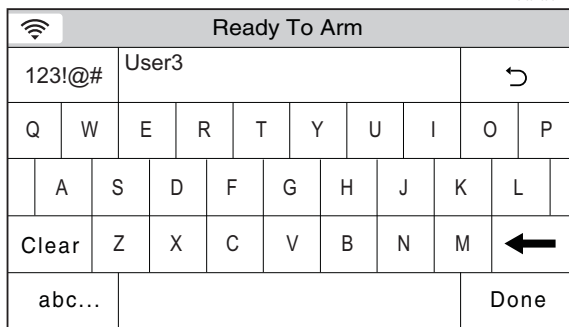 Ready To Arm
123!@# User3
Q W E R T Y U I O P
A S D F G H J K L
Clear Z X C V B N M
abc... Done